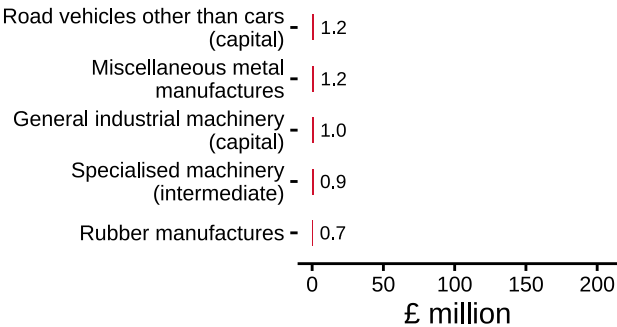 Road vehicles other than cars
(capital)
1.2
Miscellaneous metal
manufactures
1.2
General industrial machinery
(capital)
1.0
Specialised machinery
(intermediate)
0.9
Rubber manufactures
0.7
0 50 100 150 200
£ million